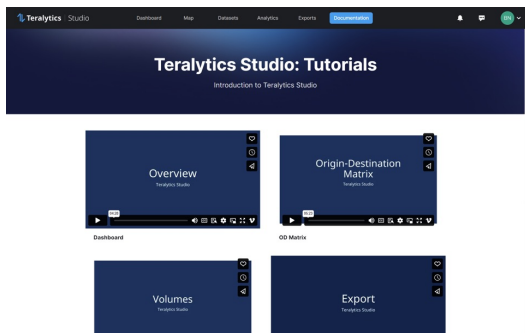 Teralytics Studio Dashboard Map Datasets Analytics Exports Documentation
Teralytics Studio: Tutorials
Introduction to Teralytics Studio
Overview
Teralytics Studio
Origin-Destination
Matrix
Teralytics Studio
Dashboard
OD Matrix
Volumes
Teralytics Studio
Export
Teralytics Studio